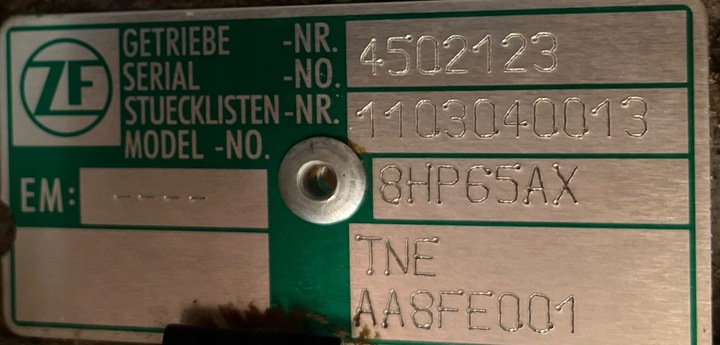 ZF
GETRIEBE -NR.
SERIAL -NO.
4502123
STUECKLISTEN-NR.
MODEL -NO.
1103040013
EM: ----
8HP65AX
TNE
AA8FE001